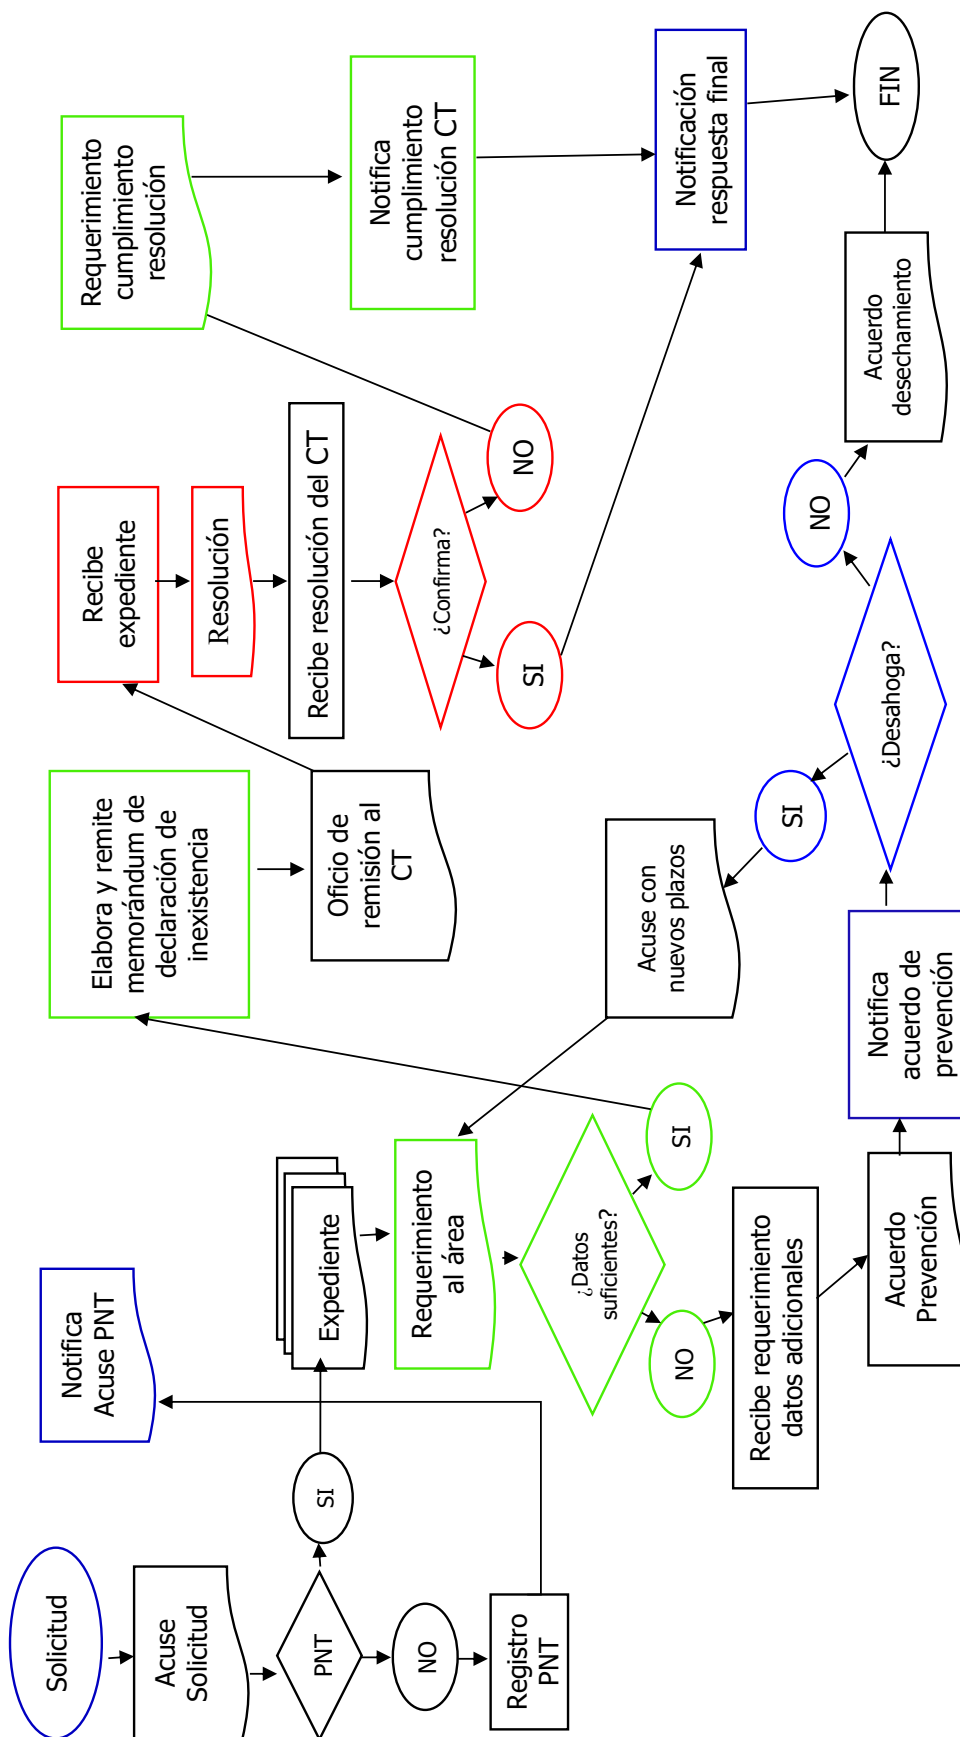 Solicitud
Acuse
Solicitud
PNT
SI
NO
Registro
PNT
Notifica
Acuse PNT
Expediente
Requerimiento
al área
¿Datos
suficientes?
SI
NO
Recibe requerimiento
datos adicionales
Acuerdo
Prevención
Notifica
acuerdo de
prevención
¿Desahoga?
SI
NO
Acuse con
nuevos plazos
Acuerdo
desechamiento
Elabora y remite
memorándum de
declaración de
inexistencia
Oficio de
remisión al
CT
Recibe
expediente
Resolución
Recibe resolución del CT
¿Confirma?
SI
NO
Requerimiento
cumplimiento
resolución
Notifica
cumplimiento
resolución CT
Notificación
respuesta final
FIN